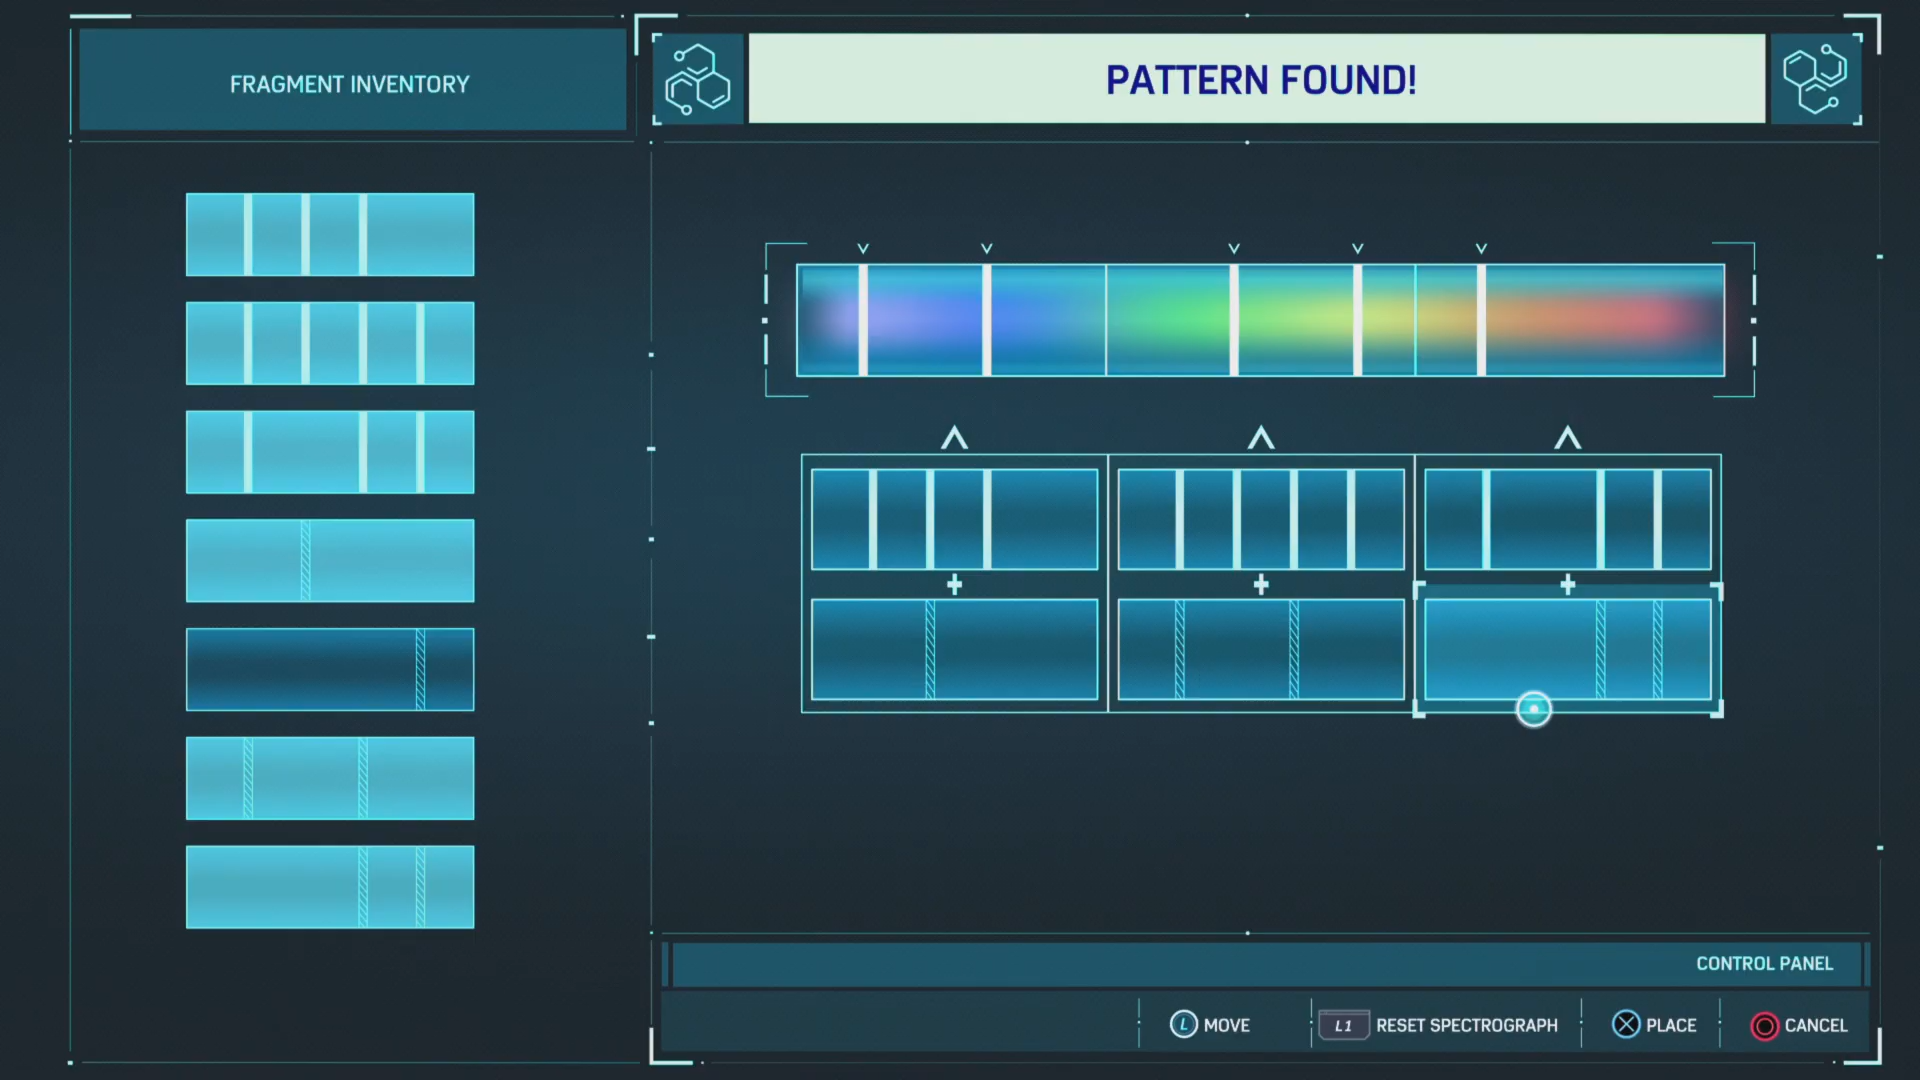 FRAGMENT INVENTORY
PATTERN FOUND!
CONTROL PANEL
L MOVE
L1 RESET SPECTROGRAPH
PLACE
CANCEL